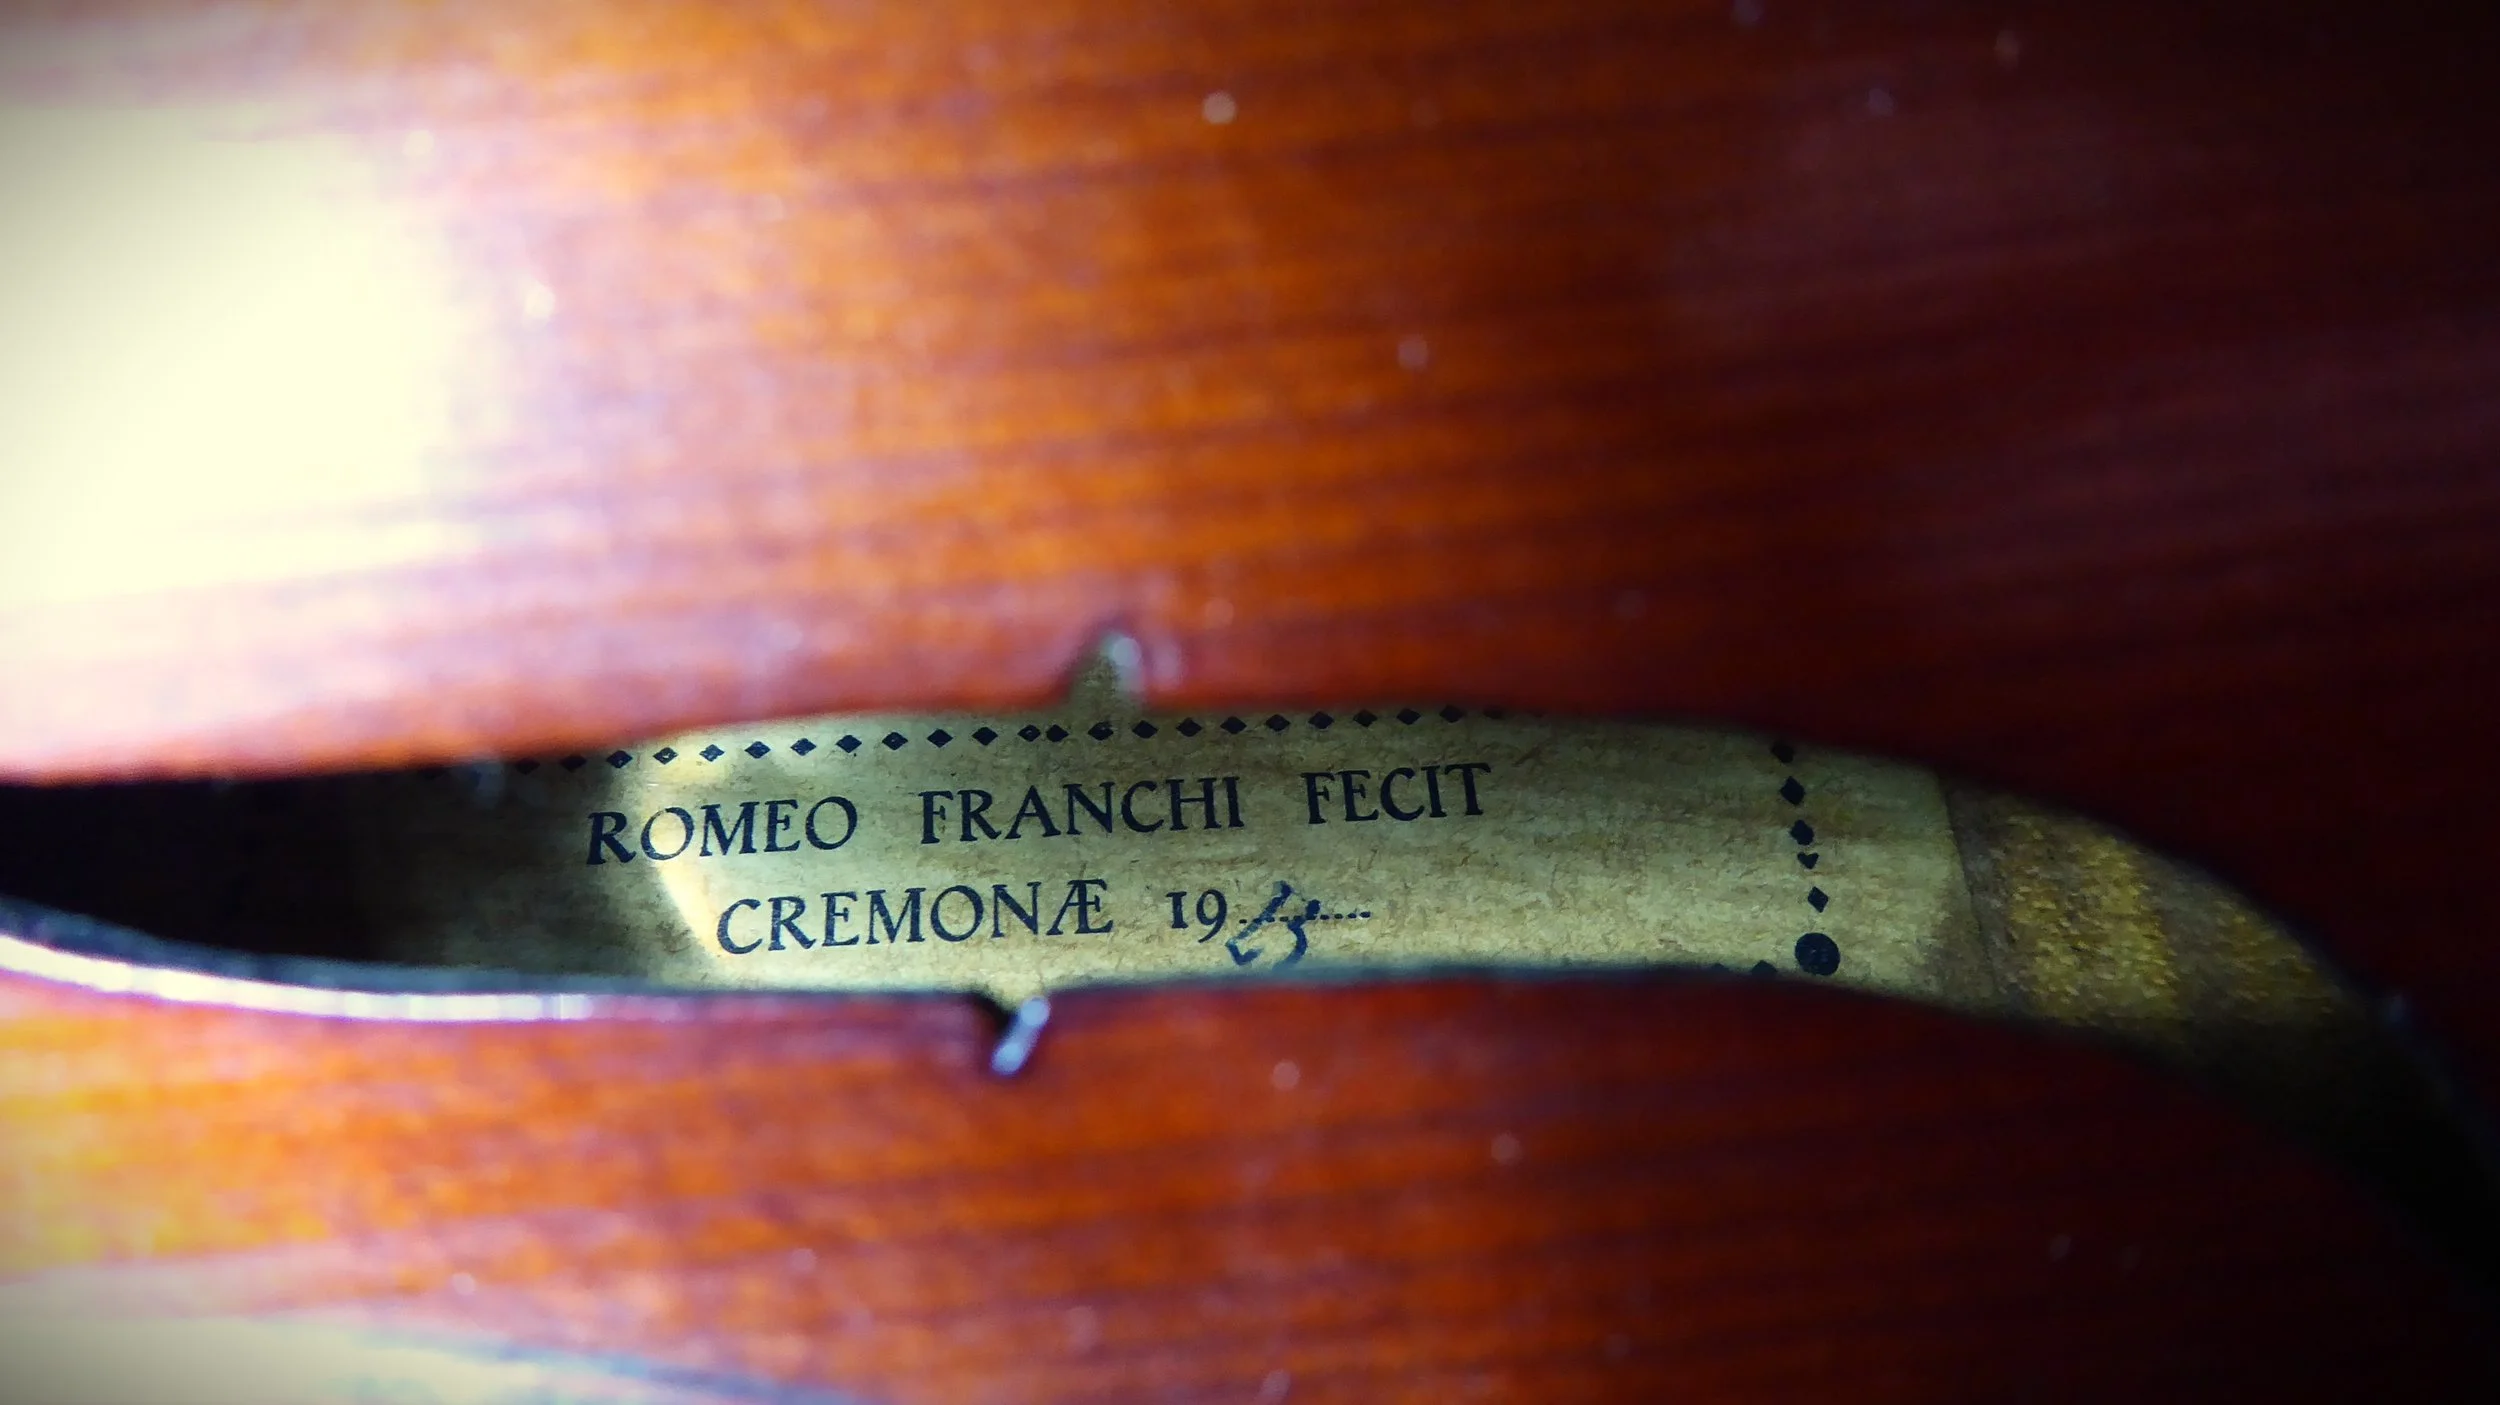 ROMEO FRANCHI FECIT
CREMONÆ 19